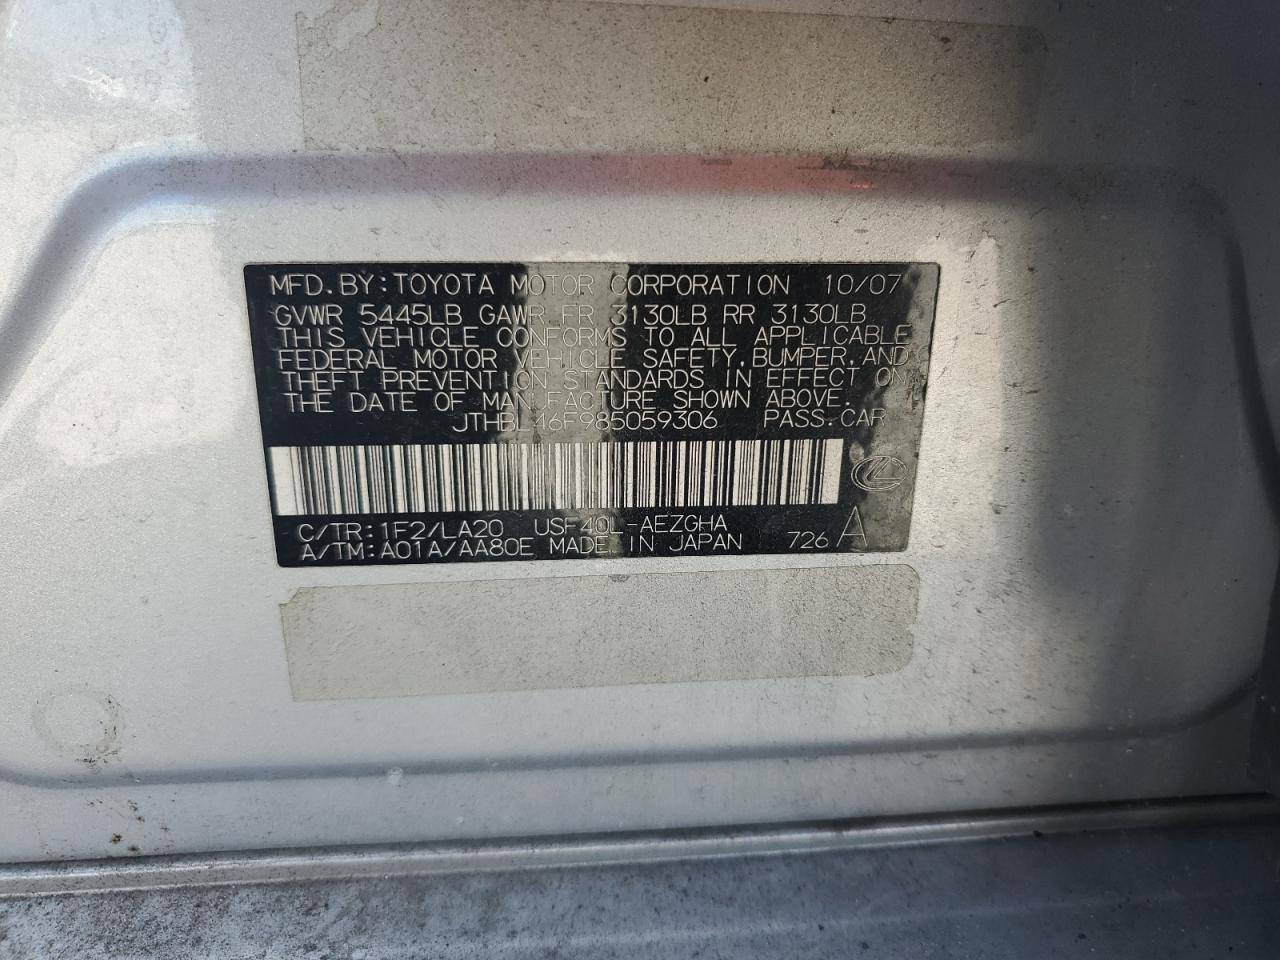 MFD.BY:TOYOTA MOTOR CORPORATION 10/07
GVWR 5445LB GAWR FR 3130LB RR 3130LB
THIS VEHICLE CONFORMS TO ALL APPLICABLE
FEDERAL MOTOR VEHICLE SAFETY,BUMPER,AND
THEFT PREVENTION STANDARDS IN EFFECT ON
THE DATE OF MANUFACTURE SHOWN ABOVE.
JTHBL46F985059306 PASS.CAR
C/TR:1F2/LA20 USF40L-AEZGHA
A/TM:A01A/AA80E MADE IN JAPAN 726 A